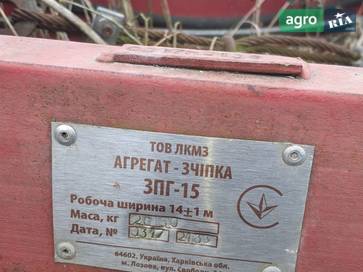 agro RIA
ТОВ ЛКМЗ
АГРЕГАТ - ЗЧІПКА
ЗПГ-15
Робоча ширина 14±1 м
Маса, кг
Дата, №
64602, Україна, Харківська обл.
м. Лозова, вул.